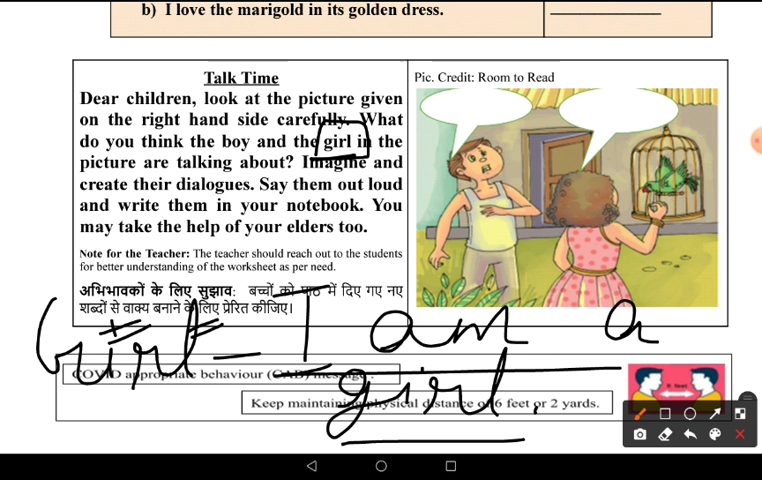 b) I love the marigold in its golden dress.
Talk Time
Dear children, look at the picture given
on the right hand side carefully. What
do you think the boy and the girl in the
picture are talking about? Imagine and
create their dialogues. Say them out loud
and write them in your notebook. You
may take the help of your elders too.
Note for the Teacher: The teacher should reach out to the students
for better understanding of the worksheet as per need.
अभिभावकों के लिए सुझाव: बच्चों को पाठ में दिए गए नए
शब्दों से वाक्य बनाने के लिए प्रेरित कीजिए।
Pic. Credit: Room to Read
Girl - I am a
girl.
COVID appropriate behaviour (CAB) message :
Keep maintaining physical distance of 6 feet or 2 yards.
6 feet